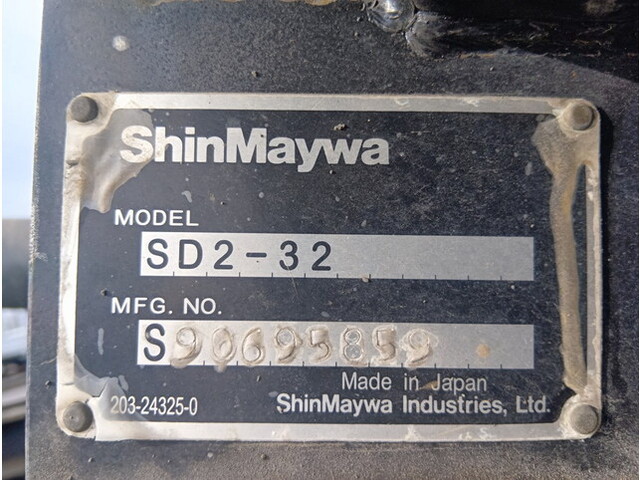 ShinMaywa
MODEL
SD2-32
MFG. NO.
S90695859
Made in Japan
203-24325-0
ShinMaywa Industries, Ltd.